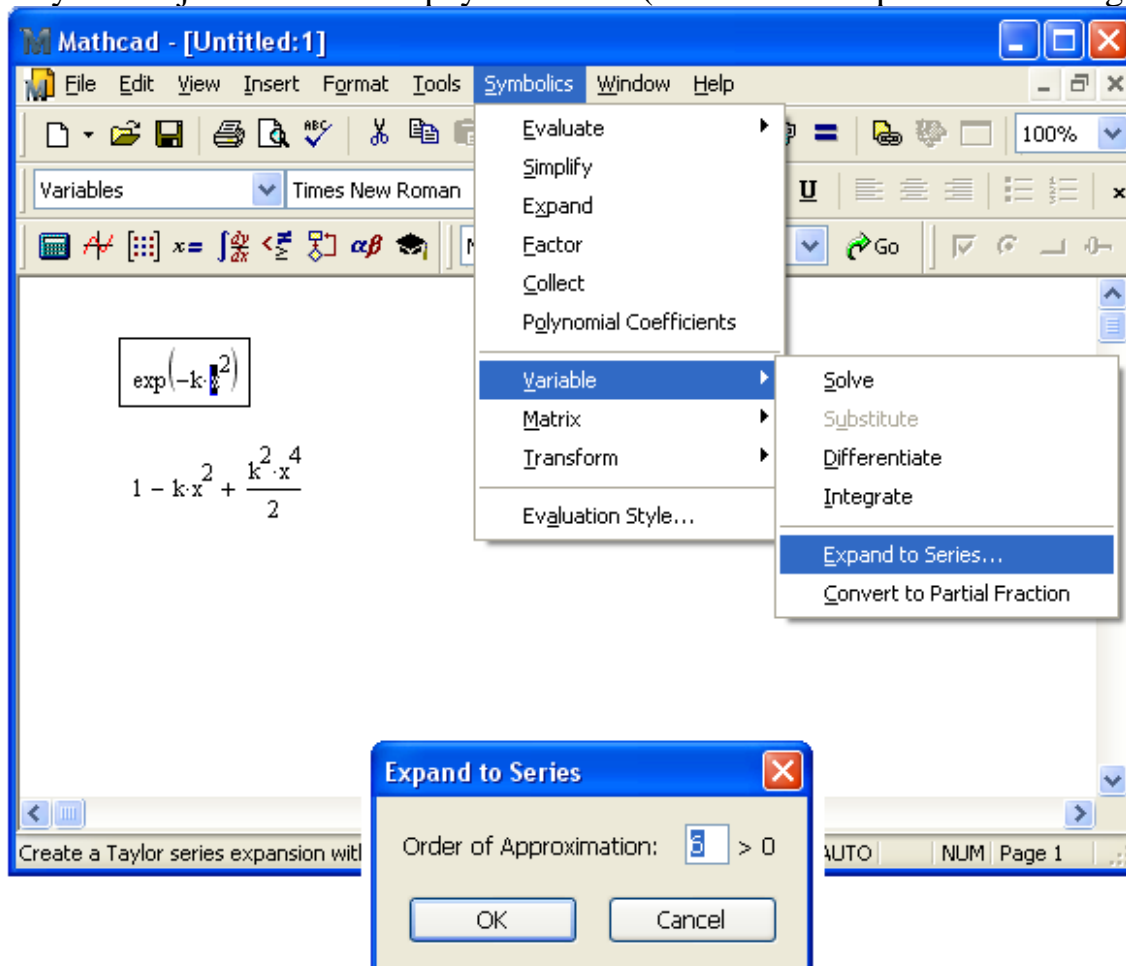 Mathcad - [Untitled:1]
File Edit View Insert Format Tools Symbolics Window Help
100%
Variables Times New Roman U
x= αβ Go
Evaluate
Simplify
Expand
Factor
Collect
Polynomial Coefficients
Variable
Matrix
Transform
Evaluation Style...
Solve
Substitute
Differentiate
Integrate
Expand to Series...
Convert to Partial Fraction
exp(-k·x²)
1 - k·x² + k²·x⁴/2
Create a Taylor series expansion with AUTO NUM Page 1
Expand to Series
Order of Approximation: 6 > 0
OK Cancel